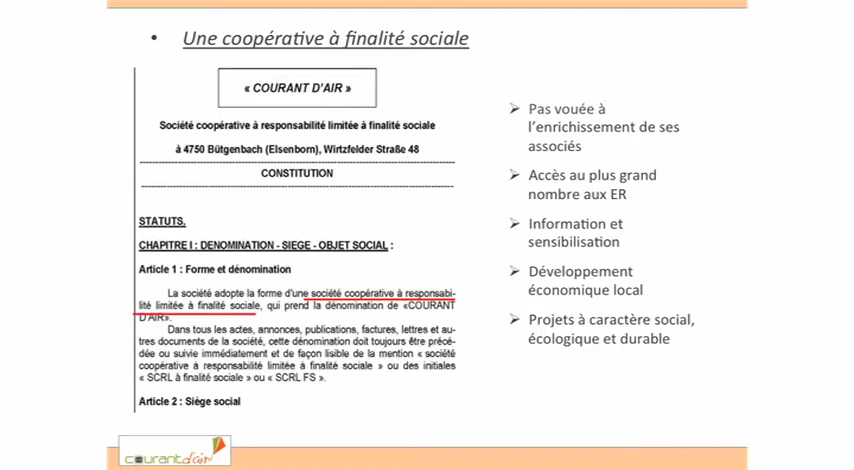 • Une coopérative à finalité sociale
« COURANT D'AIR »
Société coopérative à responsabilité limitée à finalité sociale
à 4750 Bütgenbach (Elsenborn), Wirtzfelder Straße 48
CONSTITUTION
STATUTS.
CHAPITRE I : DENOMINATION - SIEGE - OBJET SOCIAL :
Article 1 : Forme et dénomination
La société adopte la forme d'une société coopérative à responsabi-
lité limitée à finalité sociale, qui prend la dénomination de «COURANT
D'AIR».
Dans tous les actes, annonces, publications, factures, lettres et au-
tres documents de la société, cette dénomination doit toujours être précé-
dée ou suivie immédiatement et de façon lisible de la mention « société
coopérative à responsabilité limitée à finalité sociale » ou des initiales
« SCRL à finalité sociale » ou « SCRL FS ».
Article 2 : Siège social
➢ Pas vouée à
l'enrichissement de ses
associés
➢ Accès au plus grand
nombre aux ER
➢ Information et
sensibilisation
➢ Développement
économique local
➢ Projets à caractère social,
écologique et durable
courant d'air